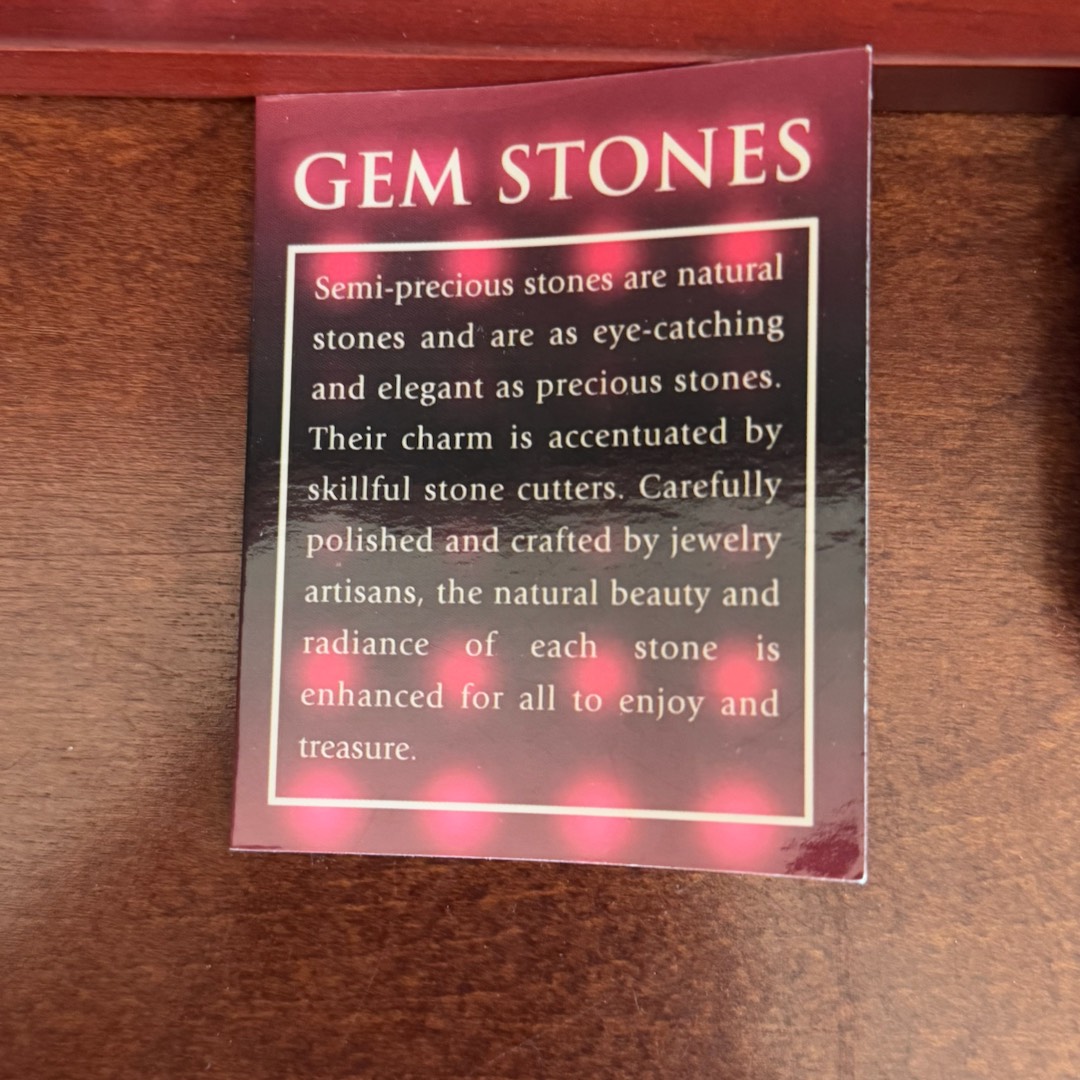 GEM STONES
Semi-precious stones are natural
stones and are as eye-catching
and elegant as precious stones.
Their charm is accentuated by
skillful stone cutters. Carefully
polished and crafted by jewelry
artisans, the natural beauty and
radiance of each stone is
enhanced for all to enjoy and
treasure.